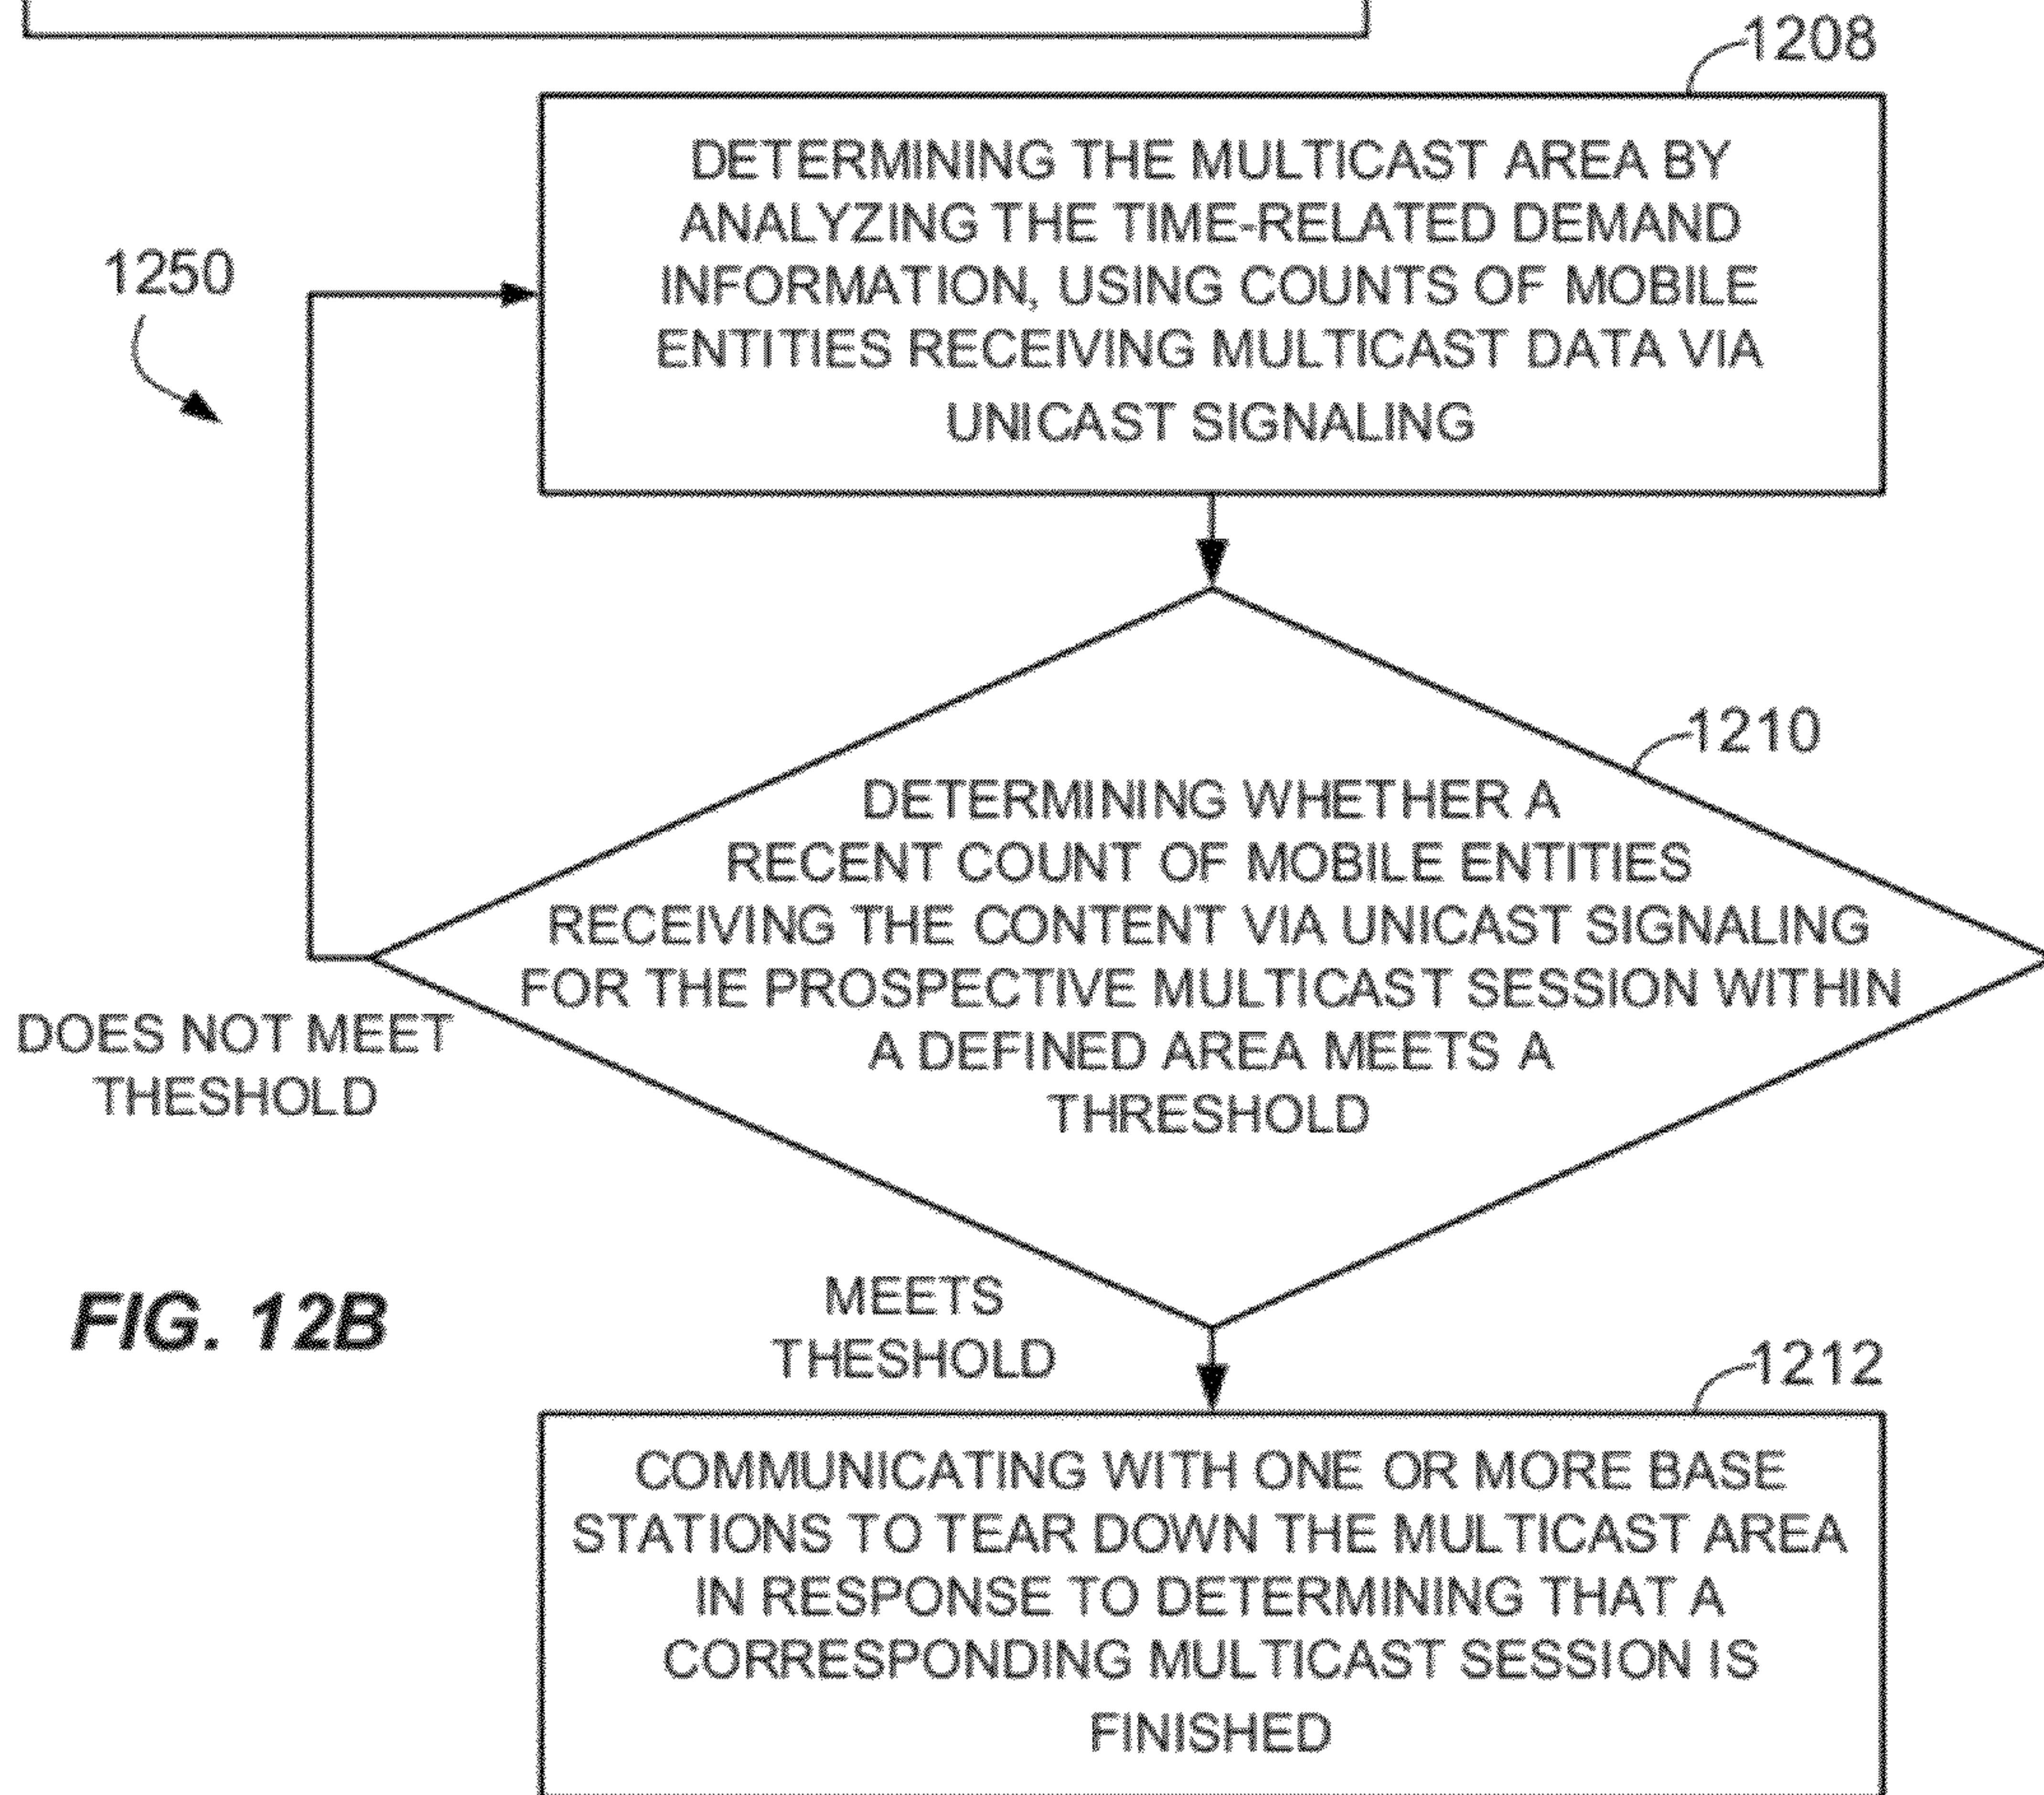 1208
DETERMINING THE MULTICAST AREA BY
ANALYZING THE TIME-RELATED DEMAND
INFORMATION, USING COUNTS OF MOBILE
ENTITIES RECEIVING MULTICAST DATA VIA
UNICAST SIGNALING
1250
1210
DETERMINING WHETHER A
RECENT COUNT OF MOBILE ENTITIES
RECEIVING THE CONTENT VIA UNICAST SIGNALING
FOR THE PROSPECTIVE MULTICAST SESSION WITHIN
A DEFINED AREA MEETS A
THRESHOLD
DOES NOT MEET
THESHOLD
MEETS
THESHOLD
FIG. 12B
1212
COMMUNICATING WITH ONE OR MORE BASE
STATIONS TO TEAR DOWN THE MULTICAST AREA
IN RESPONSE TO DETERMINING THAT A
CORRESPONDING MULTICAST SESSION IS
FINISHED